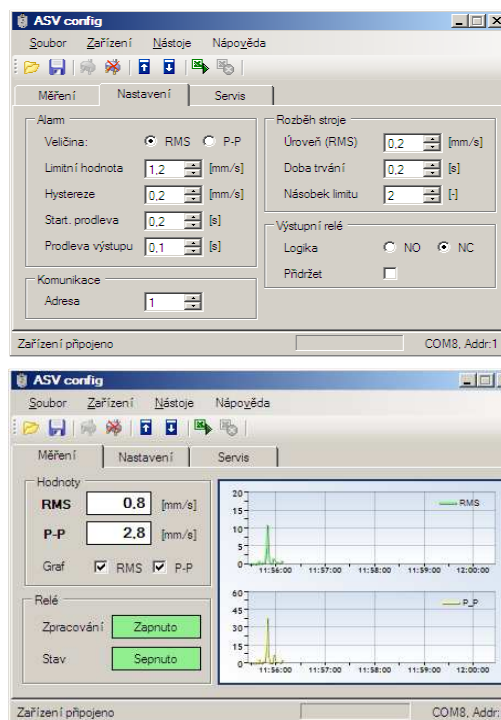 ASV config
Soubor Zařízení Nástoje Nápověda
Měření Nastavení Servis
Alarm
Veličina: RMS P-P
Limitní hodnota 1,2 [mm/s]
Hystereze 0,2 [mm/s]
Start. prodleva 0,2 [s]
Prodleva výstupu 0,1 [s]
Komunikace
Adresa 1
Rozběh stroje
Úroveň (RMS) 0,2 [mm/s]
Doba trvání 0,2 [s]
Násobek limitu 2 [-]
Výstupní relé
Logika NO NC
Přidržet
Zařízení připojeno COM8, Addr:1
ASV config
Soubor Zařízení Nástoje Nápověda
Měření Nastavení Servis
Hodnoty
RMS 0,8 [mm/s]
P-P 2,8 [mm/s]
Graf RMS P-P
Relé
Zpracování Zapnuto
Stav Sepnuto
20
15
10
5
0
RMS
11:56:00 11:57:00 11:58:00 11:59:00 12:00:00
60
45
30
15
0
P_P
11:56:00 11:57:00 11:58:00 11:59:00 12:00:00
Zařízení připojeno COM8, Addr: